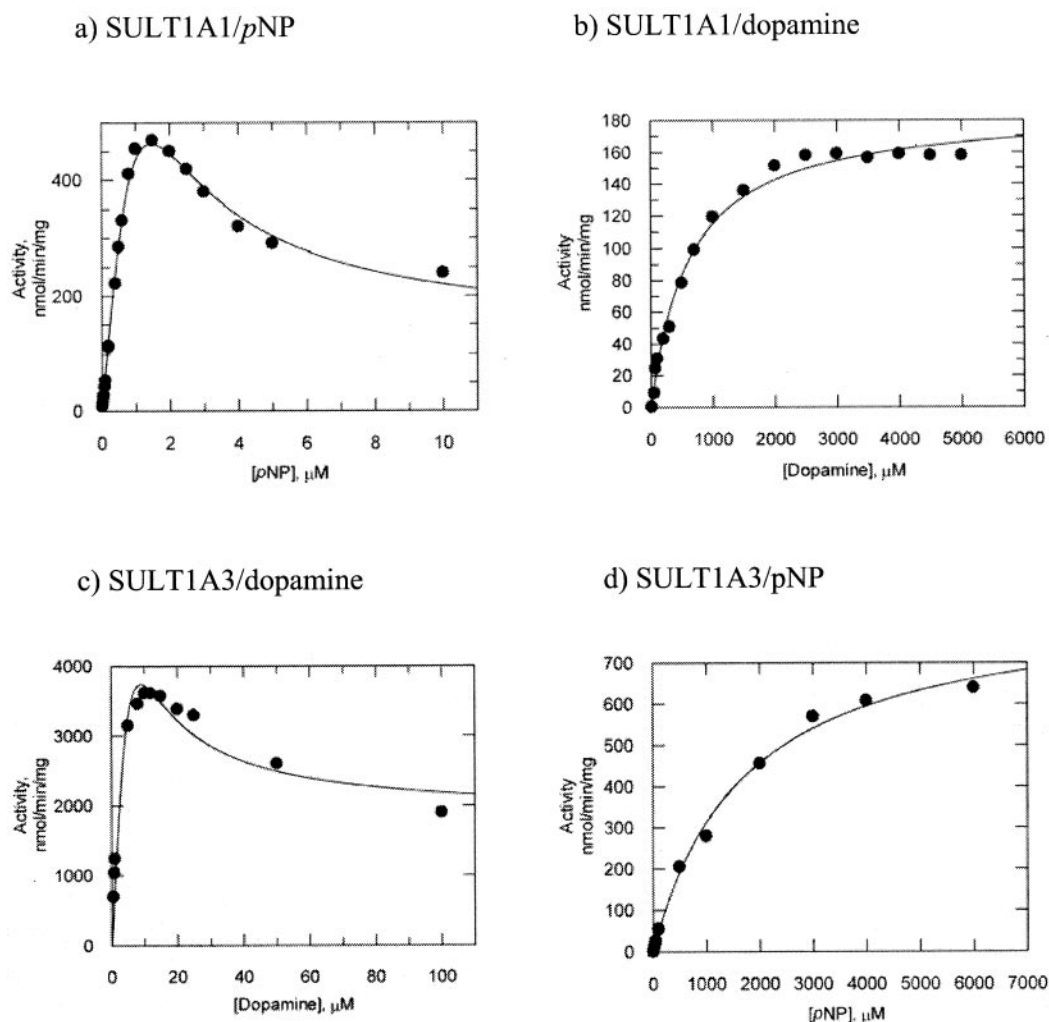 a) SULT1A1/pNP
b) SULT1A1/dopamine
400
200
0
Activity,
nmol/min/mg
0 2 4 6 8 10
[pNP], µM
180
160
140
120
100
80
60
40
20
0
Activity
nmol/min/mg
0 1000 2000 3000 4000 5000 6000
[Dopamine], µM
c) SULT1A3/dopamine
d) SULT1A3/pNP
4000
3000
2000
1000
0
Activity,
nmol/min/mg
0 20 40 60 80 100
[Dopamine], µM
700
600
500
400
300
200
100
0
Activity
nmol/min/mg
0 1000 2000 3000 4000 5000 6000 7000
[pNP], µM